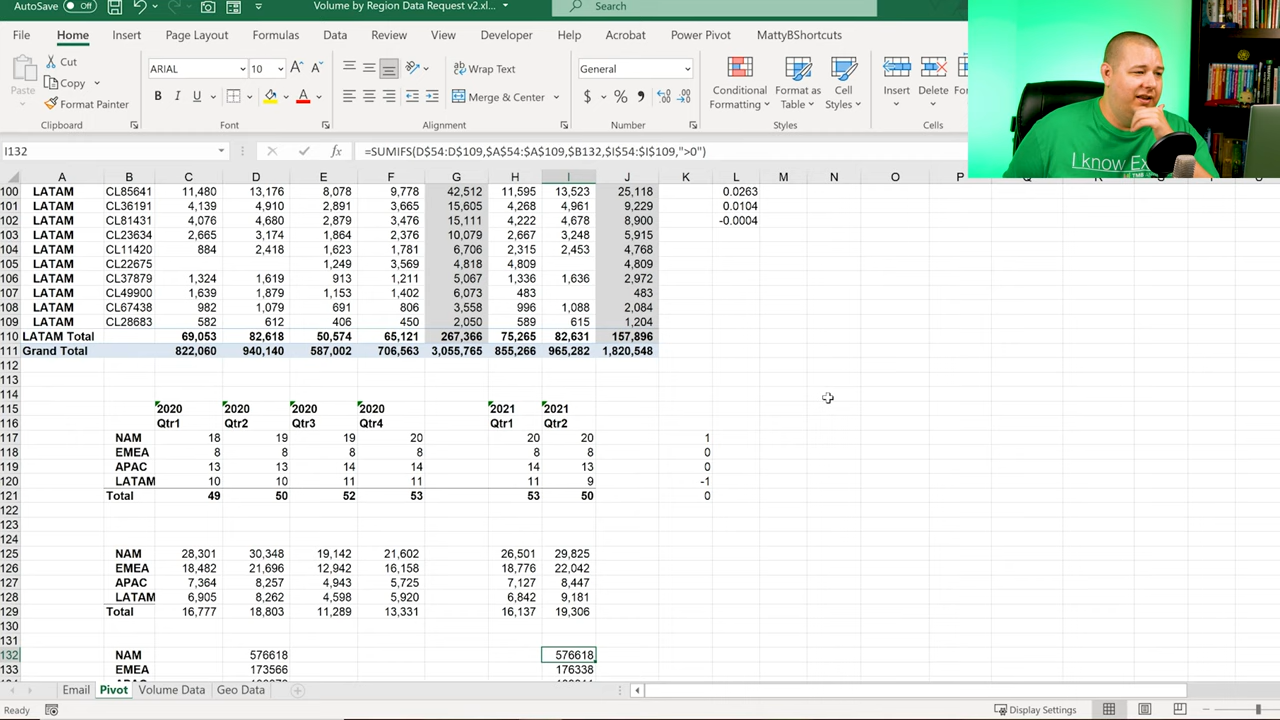 AutoSave Off Volume by Region Data Request v2.xl... Search
File Home Insert Page Layout Formulas Data Review View Developer Help Acrobat Power Pivot MattyBShortcuts
Paste Cut Copy Format Painter Clipboard
ARIAL 10 B I U A Font
Wrap Text Merge & Center Alignment
General $ % Number
Conditional Formatting Format as Table Cell Styles Styles
Insert Delete Cells
I know Ex
I132 fx =SUMIFS(D$54:D$109,$A$54:$A$109,$B132,$I$54:$I$109,">0")
A B C D E F G H I J K L M N O P Q R S T
100 LATAM CL85641 11,480 13,176 8,078 9,778 42,512 11,595 13,523 25,118 0.0263
101 LATAM CL36191 4,139 4,910 2,891 3,665 15,605 4,268 4,961 9,229 0.0104
102 LATAM CL81431 4,076 4,680 2,879 3,476 15,111 4,222 4,678 8,900 -0.0004
103 LATAM CL23634 2,665 3,174 1,864 2,376 10,079 2,667 3,248 5,915
104 LATAM CL11420 884 2,418 1,623 1,781 6,706 2,315 2,453 4,768
105 LATAM CL22675 1,249 3,569 4,818 4,809 4,809
106 LATAM CL37879 1,324 1,619 913 1,211 5,067 1,336 1,636 2,972
107 LATAM CL49900 1,639 1,879 1,153 1,402 6,073 483 483
108 LATAM CL67438 982 1,079 691 806 3,558 996 1,088 2,084
109 LATAM CL28683 582 612 406 450 2,050 589 615 1,204
110 LATAM Total 69,053 82,618 50,574 65,121 267,366 75,265 82,631 157,896
111 Grand Total 822,060 940,140 587,002 706,563 3,055,765 855,266 965,282 1,820,548
112
113
114
115 2020 2020 2020 2020 2021 2021
116 Qtr1 Qtr2 Qtr3 Qtr4 Qtr1 Qtr2
117 NAM 18 19 19 20 20 20 1
118 EMEA 8 8 8 8 8 8 0
119 APAC 13 13 14 14 14 13 0
120 LATAM 10 10 11 11 11 9 -1
121 Total 49 50 52 53 53 50 0
122
123
124
125 NAM 28,301 30,348 19,142 21,602 26,501 29,825
126 EMEA 18,482 21,696 12,942 16,158 18,776 22,042
127 APAC 7,364 8,257 4,943 5,725 7,127 8,447
128 LATAM 6,905 8,262 4,598 5,920 6,842 9,181
129 Total 16,777 18,803 11,289 13,331 16,137 19,306
130
131
132 NAM 576618 576618
133 EMEA 173566 176338
Email Pivot Volume Data Geo Data
Ready Display Settings